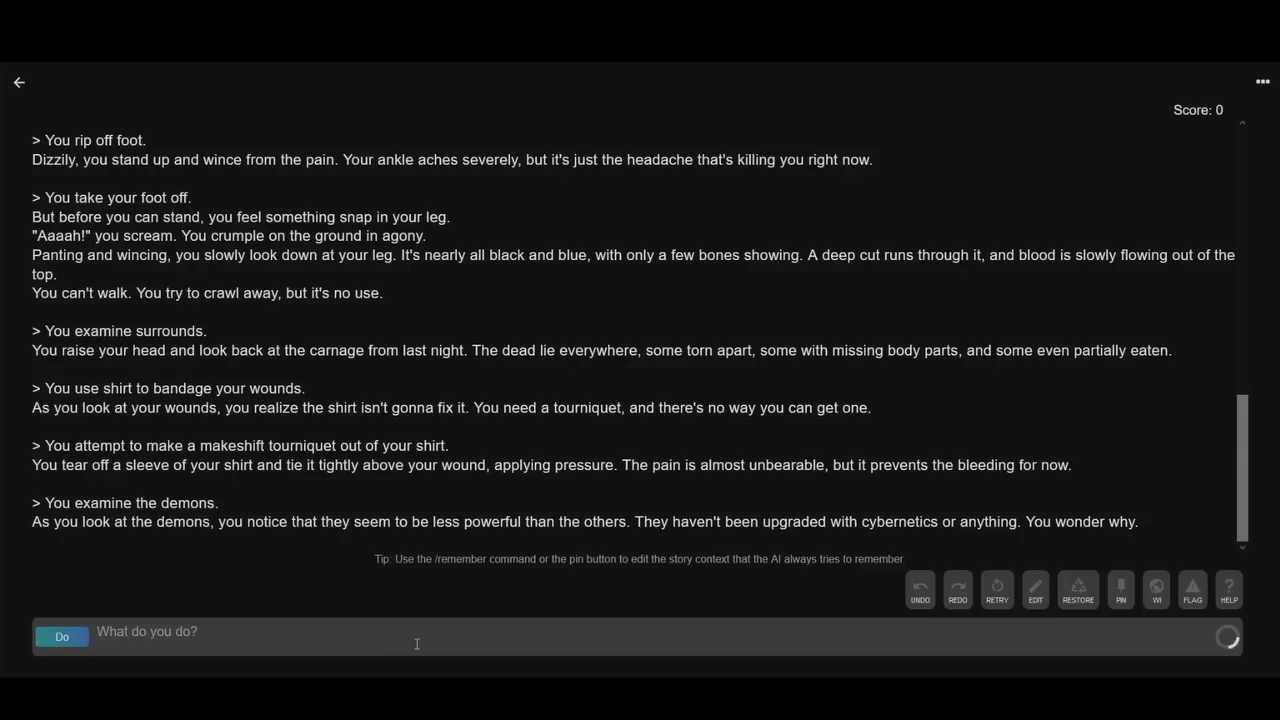 Score: 0
> You rip off foot.
Dizzily, you stand up and wince from the pain. Your ankle aches severely, but it's just the headache that's killing you right now.
> You take your foot off.
But before you can stand, you feel something snap in your leg.
"Aaaah!" you scream. You crumple on the ground in agony.
Panting and wincing, you slowly look down at your leg. It's nearly all black and blue, with only a few bones showing. A deep cut runs through it, and blood is slowly flowing out of the
top.
You can't walk. You try to crawl away, but it's no use.
> You examine surrounds.
You raise your head and look back at the carnage from last night. The dead lie everywhere, some torn apart, some with missing body parts, and some even partially eaten.
> You use shirt to bandage your wounds.
As you look at your wounds, you realize the shirt isn't gonna fix it. You need a tourniquet, and there's no way you can get one.
> You attempt to make a makeshift tourniquet out of your shirt.
You tear off a sleeve of your shirt and tie it tightly above your wound, applying pressure. The pain is almost unbearable, but it prevents the bleeding for now.
> You examine the demons.
As you look at the demons, you notice that they seem to be less powerful than the others. They haven't been upgraded with cybernetics or anything. You wonder why.
Tip: Use the /remember command or the pin button to edit the story context that the AI always tries to remember.
UNDO REDO RETRY EDIT RESTORE PIN WI FLAG HELP
Do What do you do?